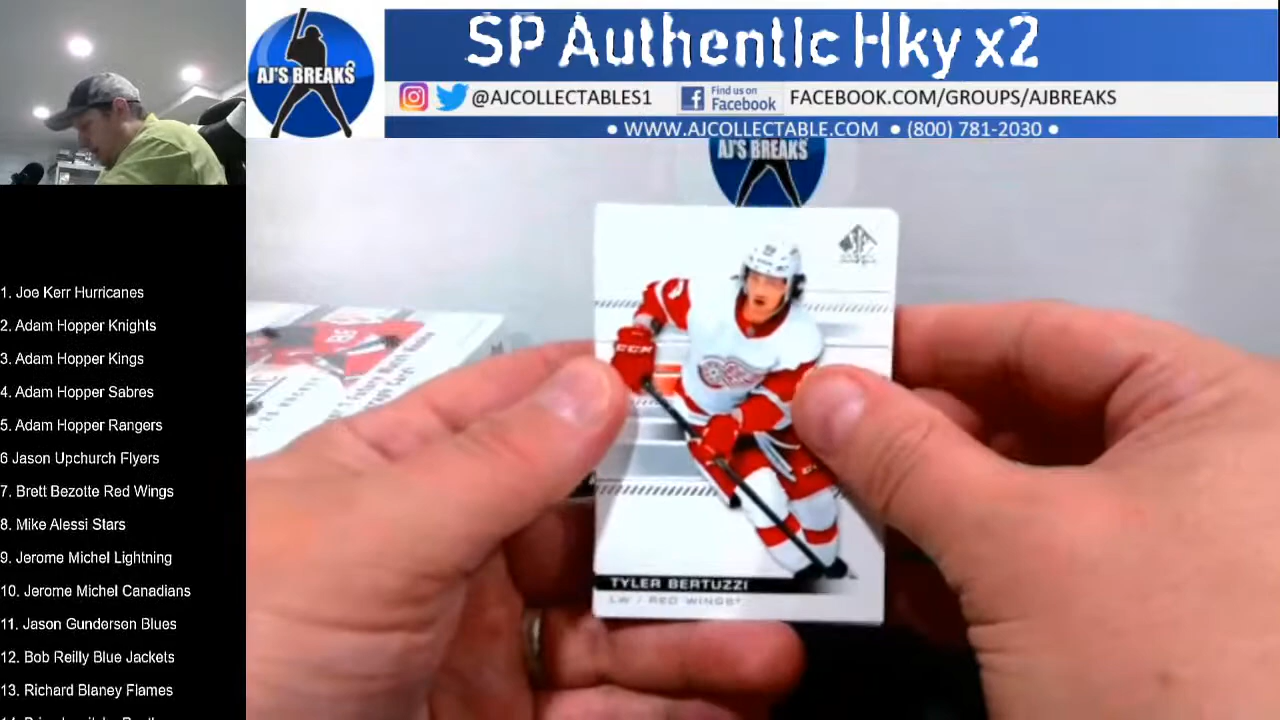 SP Authentic Hky x2
AJ'S BREAKS
@AJCOLLECTABLES1
Find us on
Facebook
FACEBOOK.COM/GROUPS/AJBREAKS
• WWW.AJCOLLECTABLE.COM • (800) 781-2030 •
AJ'S BREAKS
1. Joe Kerr Hurricanes
2. Adam Hopper Knights
3. Adam Hopper Kings
4. Adam Hopper Sabres
5. Adam Hopper Rangers
6 Jason Upchurch Flyers
7. Brett Bezotte Red Wings
8. Mike Alessi Stars
9. Jerome Michel Lightning
10. Jerome Michel Canadians
11. Jason Gundersen Blues
12. Bob Reilly Blue Jackets
13. Richard Blaney Flames
CCM
TYLER BERTUZZI
LW / RED WINGS